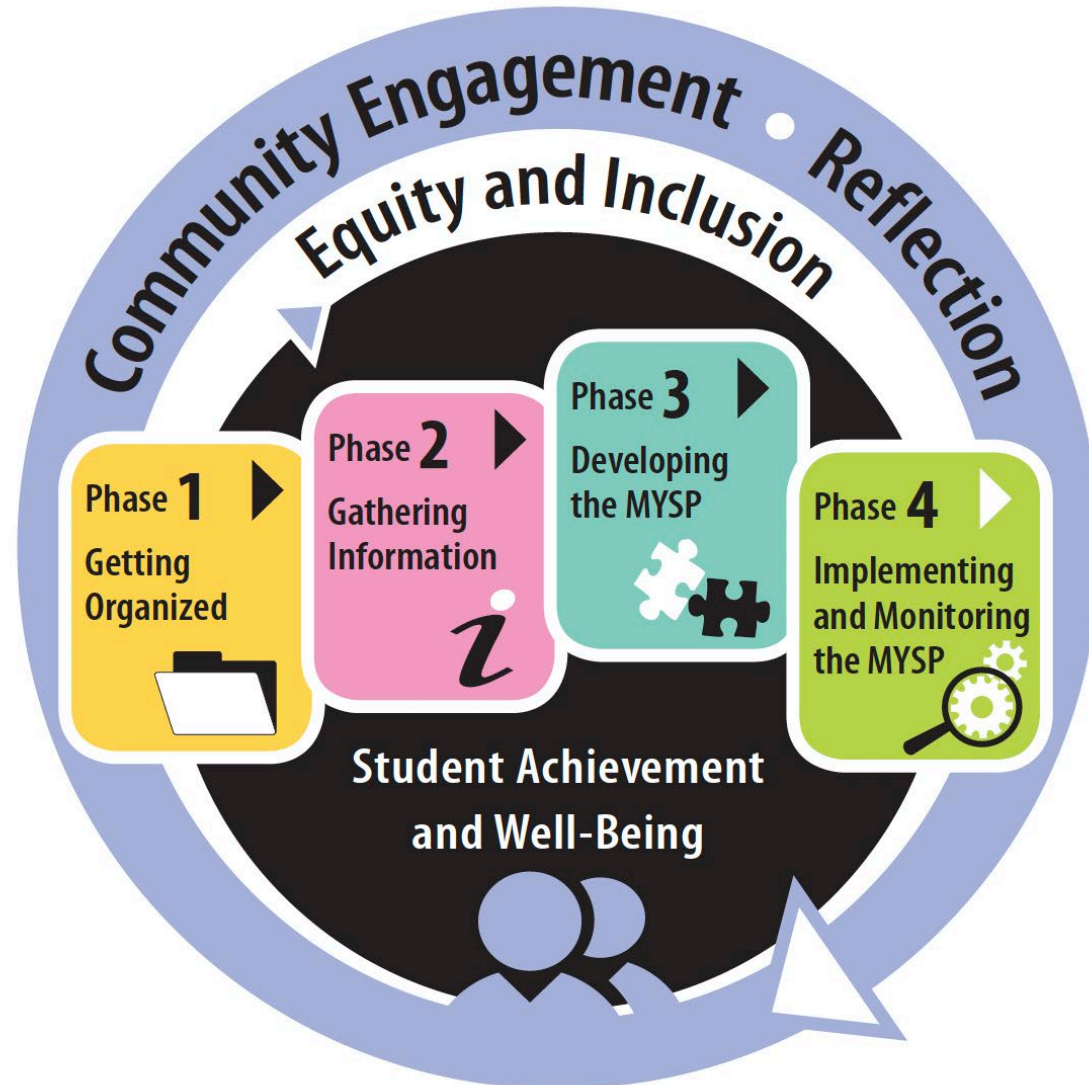 Community Engagement • Reflection
Equity and Inclusion
Phase 1
Getting
Organized
Phase 2
Gathering
Information
i
Phase 3
Developing
the MYSP
Phase 4
Implementing
and Monitoring
the MYSP
Student Achievement
and Well-Being